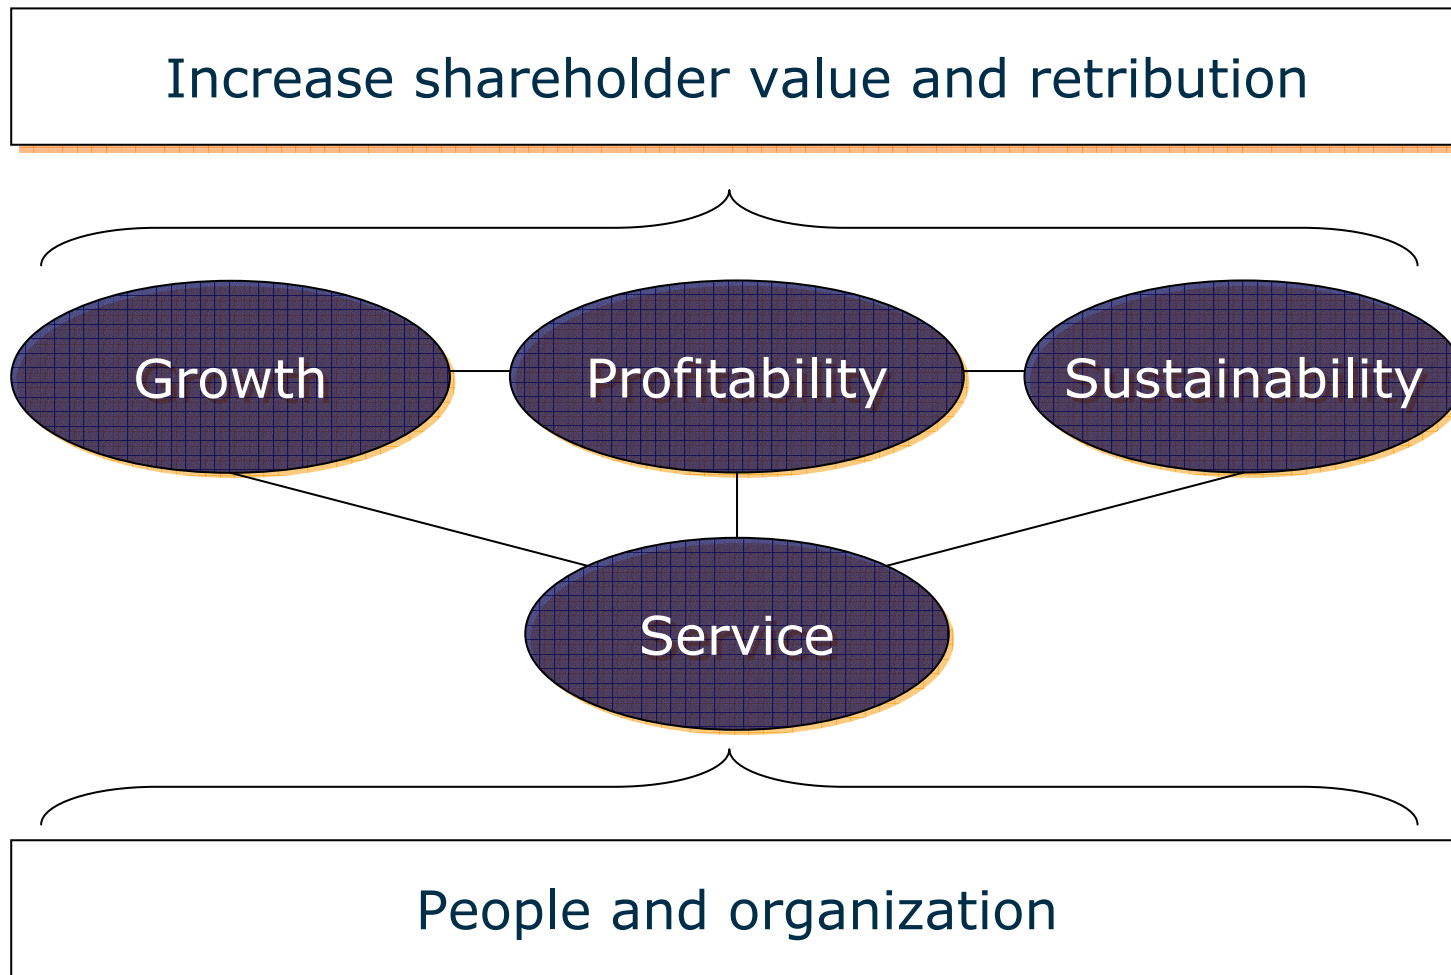 Increase shareholder value and retribution
Growth
Profitability
Sustainability
Service
People and organization